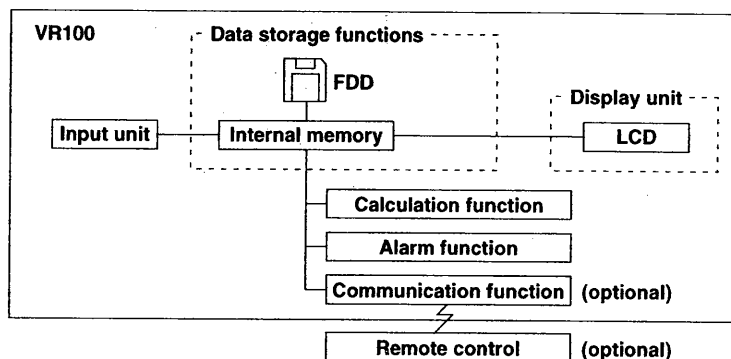 VR100
Data storage functions
FDD
Display unit
Input unit
Internal memory
LCD
Calculation function
Alarm function
Communication function (optional)
Remote control (optional)